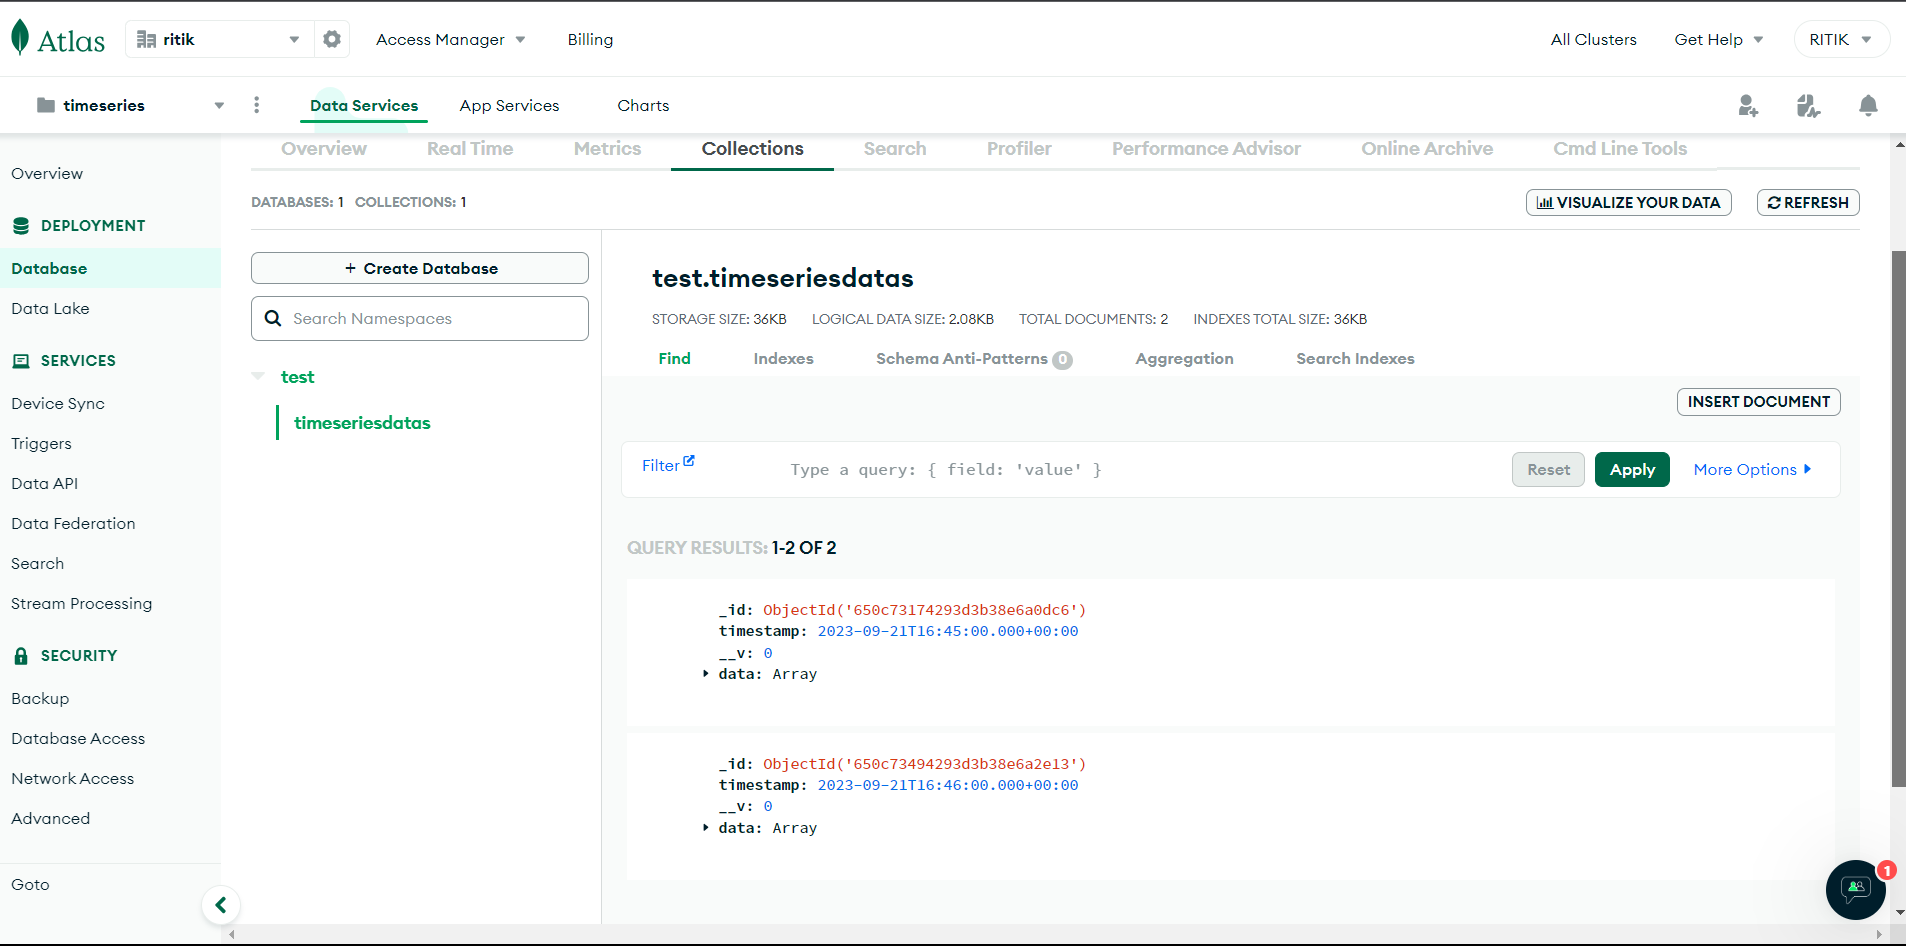 Atlas
ritik
Access Manager
Billing
All Clusters
Get Help
RITIK
timeseries
Data Services
App Services
Charts
Overview
Real Time
Metrics
Collections
Search
Profiler
Performance Advisor
Online Archive
Cmd Line Tools
Overview
DEPLOYMENT
Database
Data Lake
SERVICES
Device Sync
Triggers
Data API
Data Federation
Search
Stream Processing
SECURITY
Backup
Database Access
Network Access
Advanced
Goto
DATABASES: 1 COLLECTIONS: 1
VISUALIZE YOUR DATA
REFRESH
+ Create Database
Search Namespaces
test
timeseriesdatas
test.timeseriesdatas
STORAGE SIZE: 36KB LOGICAL DATA SIZE: 2.08KB TOTAL DOCUMENTS: 2 INDEXES TOTAL SIZE: 36KB
Find
Indexes
Schema Anti-Patterns 0
Aggregation
Search Indexes
INSERT DOCUMENT
Filter
Type a query: { field: 'value' }
Reset
Apply
More Options
QUERY RESULTS: 1-2 OF 2
_id: ObjectId('650c73174293d3b38e6a0dc6')
timestamp: 2023-09-21T16:45:00.000+00:00
__v: 0
data: Array
_id: ObjectId('650c73494293d3b38e6a2e13')
timestamp: 2023-09-21T16:46:00.000+00:00
__v: 0
data: Array
1